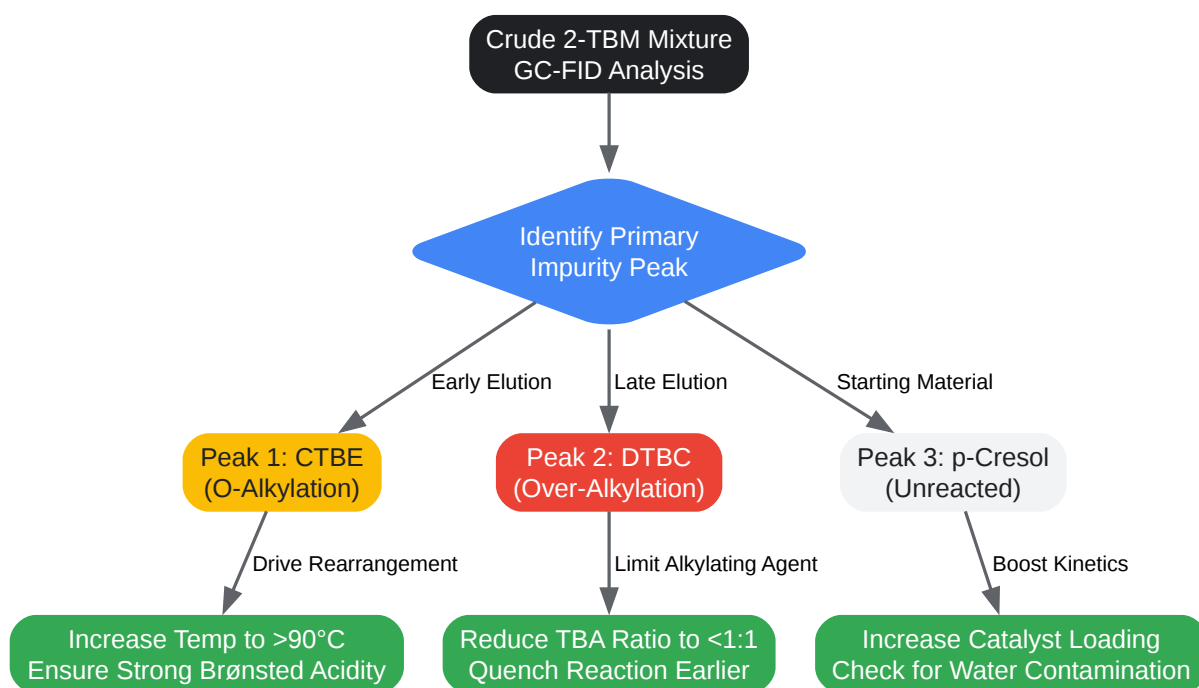 Crude 2-TBM Mixture
GC-FID Analysis
Identify Primary
Impurity Peak
Early Elution
Late Elution
Starting Material
Peak 1: CTBE
(O-Alkylation)
Peak 2: DTBC
(Over-Alkylation)
Peak 3: p-Cresol
(Unreacted)
Drive Rearrangement
Limit Alkylating Agent
Boost Kinetics
Increase Temp to >90°C
Ensure Strong Brønsted Acidity
Reduce TBA Ratio to <1:1
Quench Reaction Earlier
Increase Catalyst Loading
Check for Water Contamination